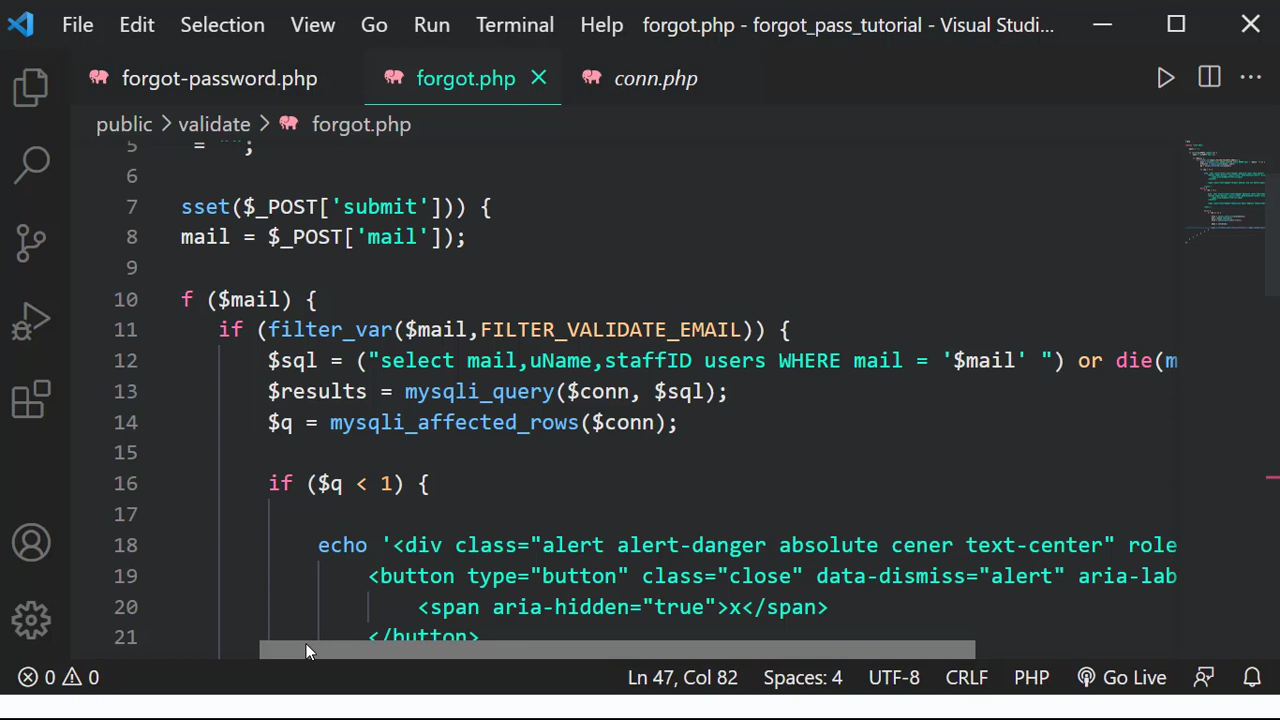 File Edit Selection View Go Run Terminal Help forgot.php - forgot_pass_tutorial - Visual Studi...
forgot-password.php forgot.php conn.php
public > validate > forgot.php
5 = "";
6
7 sset($_POST['submit'])) {
8 mail = $_POST['mail']);
9
10 f ($mail) {
11 if (filter_var($mail,FILTER_VALIDATE_EMAIL)) {
12 $sql = ("select mail,uName,staffID users WHERE mail = '$mail' ") or die(m
13 $results = mysqli_query($conn, $sql);
14 $q = mysqli_affected_rows($conn);
15
16 if ($q < 1) {
17
18 echo '<div class="alert alert-danger absolute cener text-center" role
19 <button type="button" class="close" data-dismiss="alert" aria-lab
20 <span aria-hidden="true">x</span>
21 </button>
0 0 Ln 47, Col 82 Spaces: 4 UTF-8 CRLF PHP Go Live